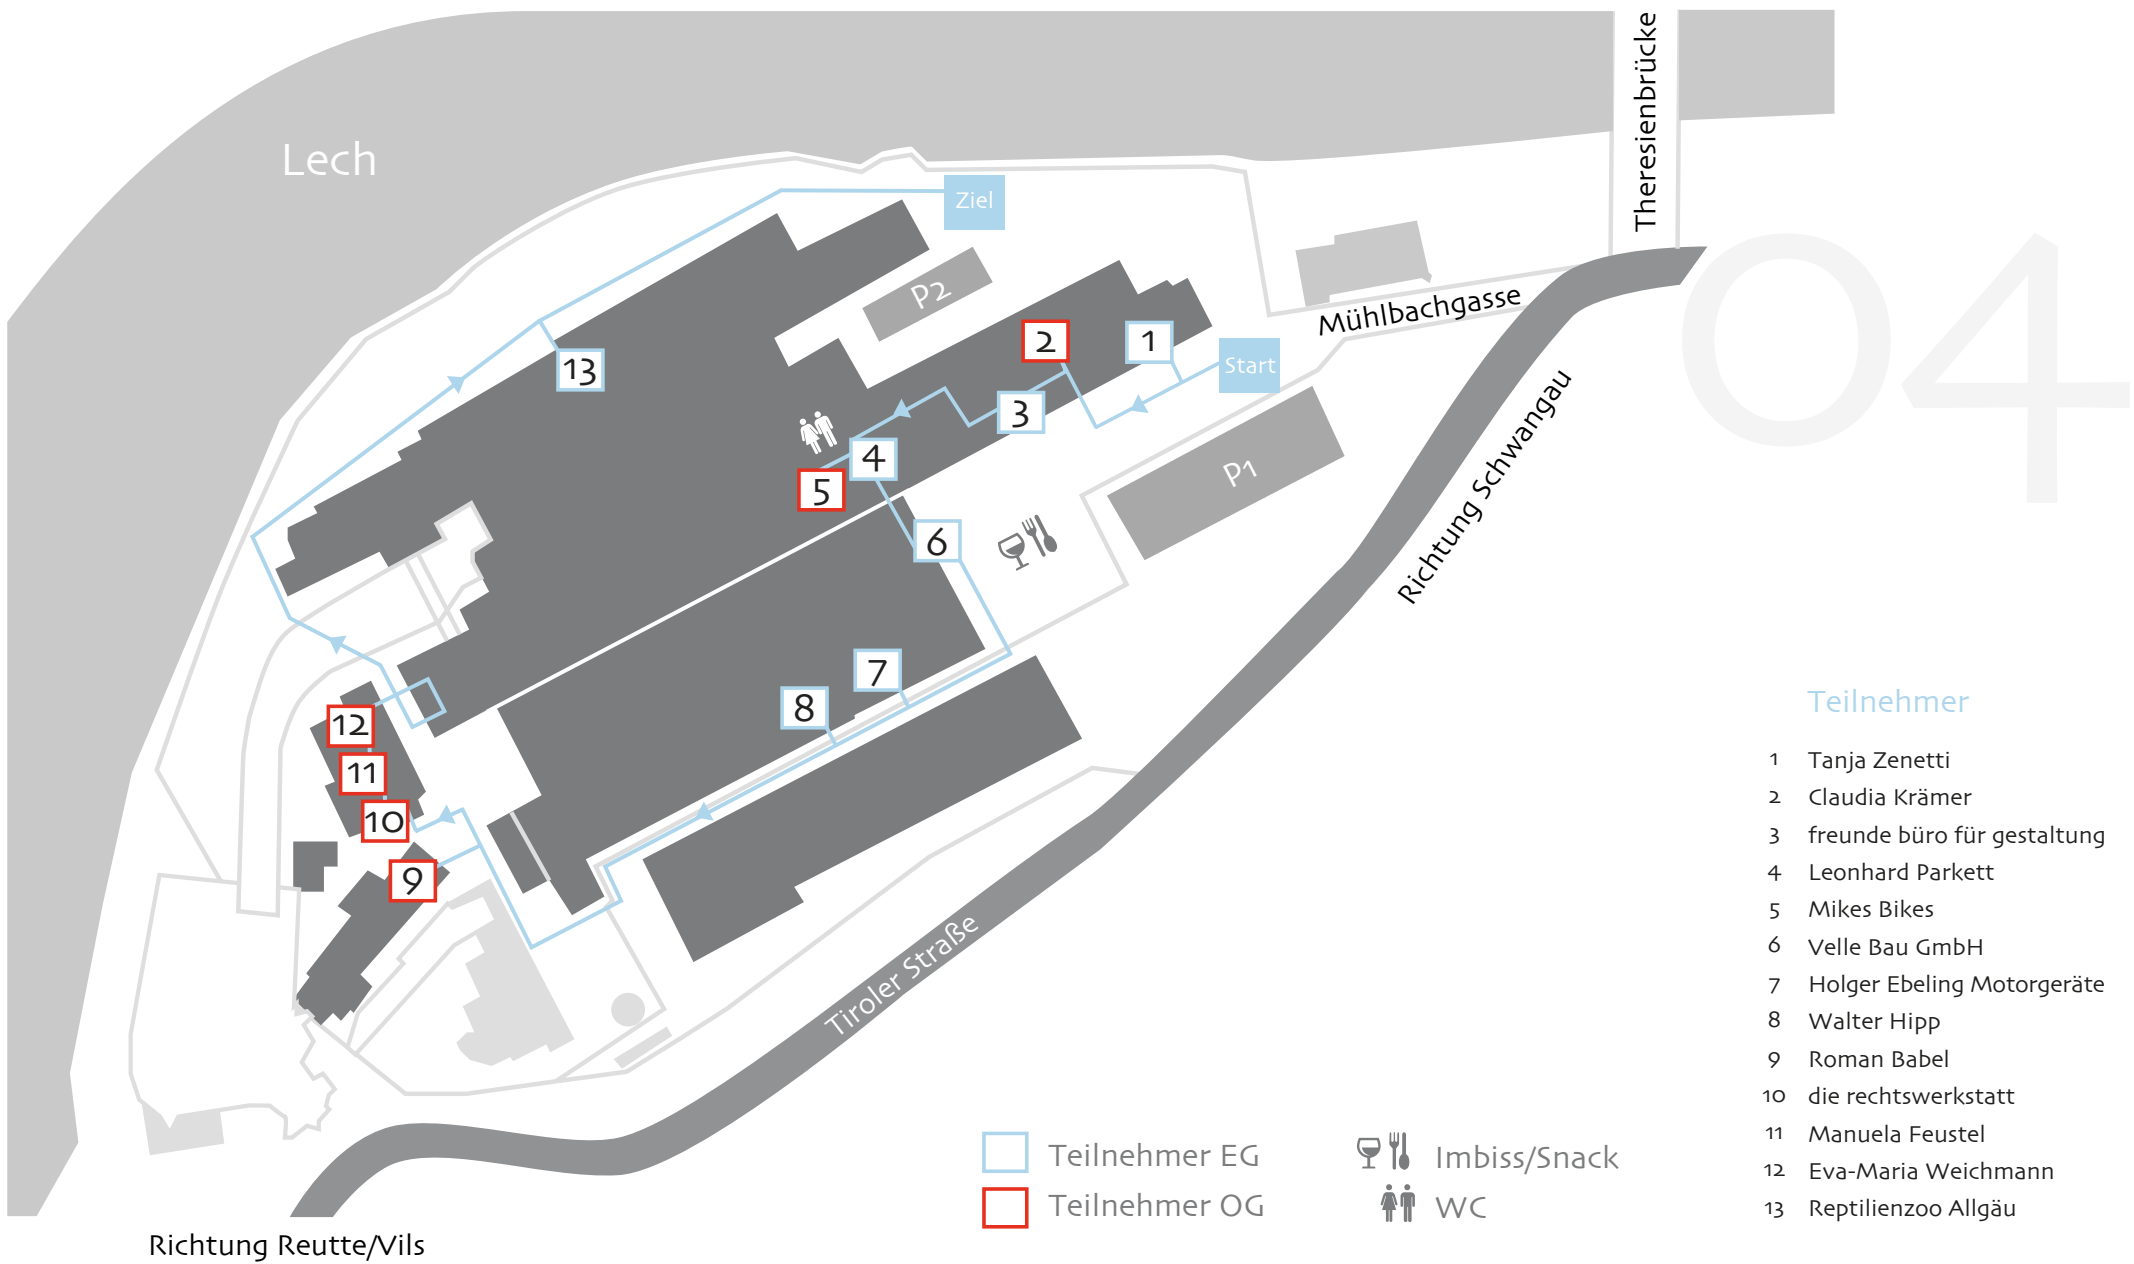 Lech
Theresienbrücke
04
Ziel
P2
Mühlbachgasse
2
1
Start
13
3
4
5
P1
Richtung Schwangau
6
7
8
12
11
10
9
Tiroler Straße
Richtung Reutte/Vils
Teilnehmer EG
Teilnehmer OG
Imbiss/Snack
WC
Teilnehmer
1 Tanja Zenetti
2 Claudia Krämer
3 freunde büro für gestaltung
4 Leonhard Parkett
5 Mikes Bikes
6 Velle Bau GmbH
7 Holger Ebeling Motorgeräte
8 Walter Hipp
9 Roman Babel
10 die rechtswerkstatt
11 Manuela Feustel
12 Eva-Maria Weichmann
13 Reptilienzoo Allgäu